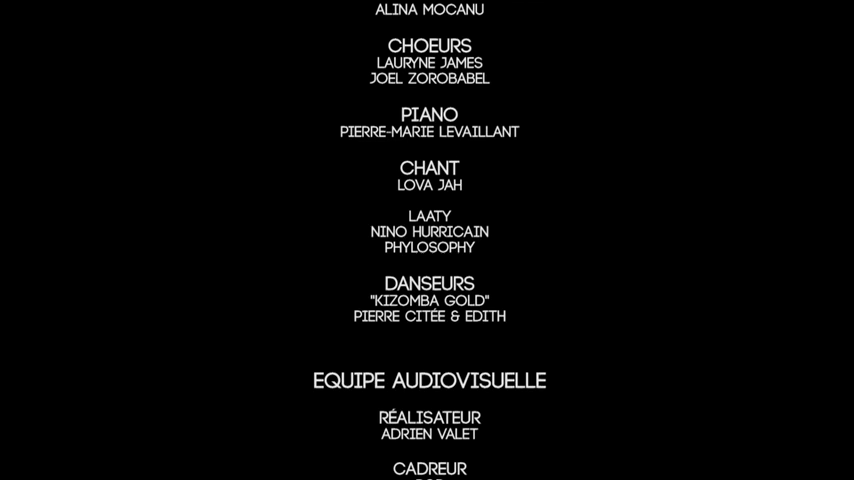 ALINA MOCANU
CHOEURS
LAURYNE JAMES
JOEL ZOROBABEL
PIANO
PIERRE-MARIE LEVAILLANT
CHANT
LOVA JAH
LAATY
NINO HURRICAIN
PHYLOSOPHY
DANSEURS
"KIZOMBA GOLD"
PIERRE CITÉE & EDITH
EQUIPE AUDIOVISUELLE
RÉALISATEUR
ADRIEN VALET
CADREUR